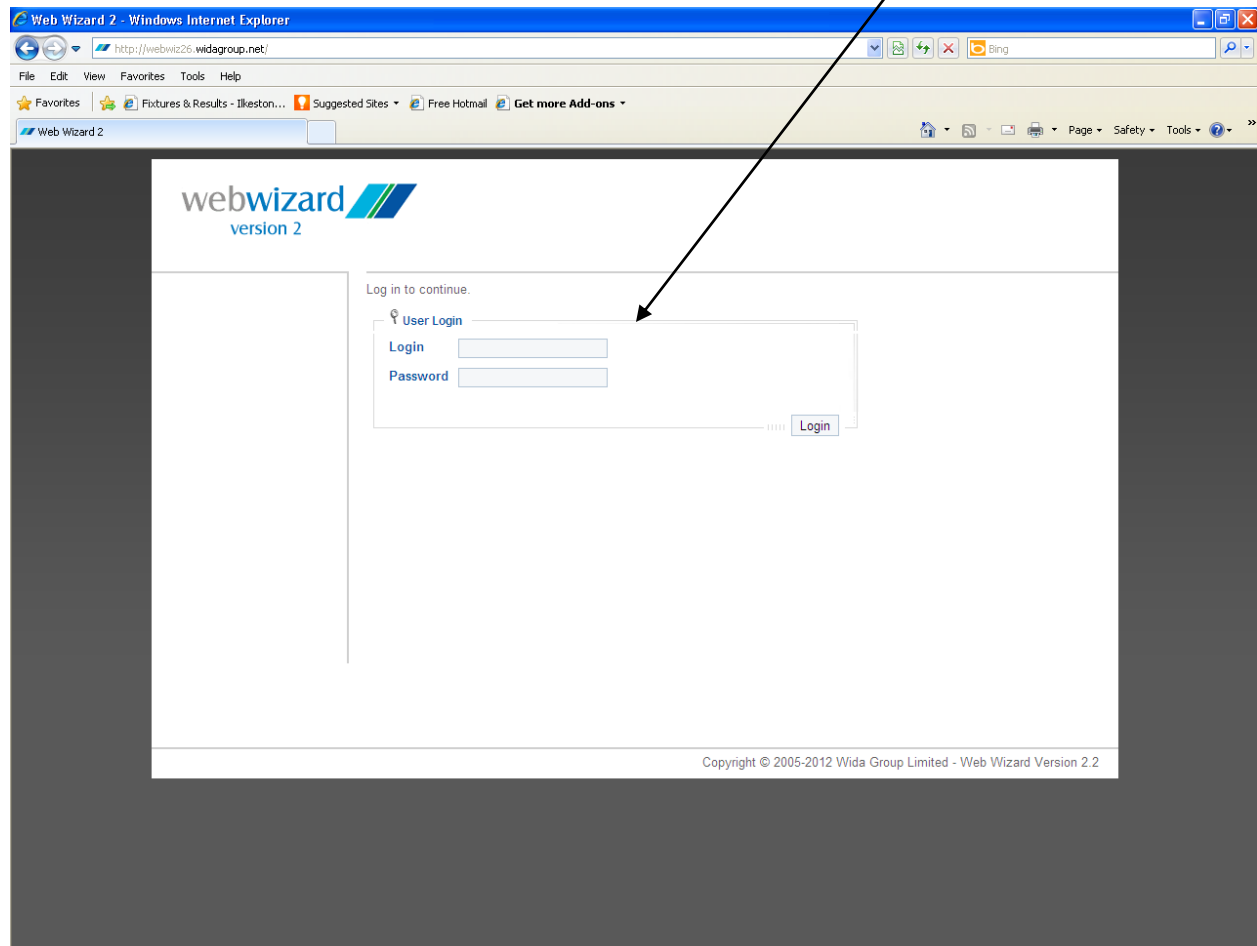 Web Wizard 2 - Windows Internet Explorer
http://webwiz26.widagroup.net/
Bing
File Edit View Favorites Tools Help
Favorites Fixtures & Results - Ilkeston... Suggested Sites Free Hotmail Get more Add-ons
Web Wizard 2
Page Safety Tools »
webwizard
version 2
Log in to continue.
User Login
Login
Password
Login
Copyright © 2005-2012 Wida Group Limited - Web Wizard Version 2.2